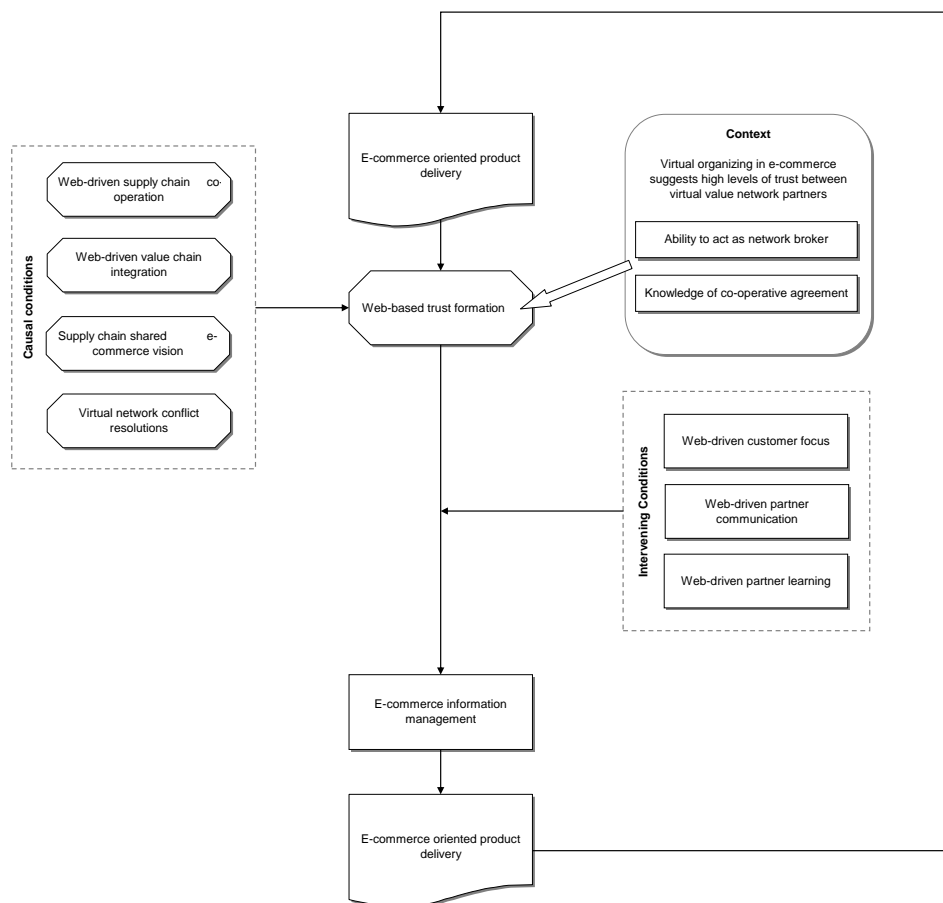 E-commerce oriented product
delivery
Context
Virtual organizing in e-commerce
suggests high levels of trust between
virtual value network partners
Ability to act as network broker
Knowledge of co-operative agreement
Causal conditions
Web-driven supply chain co-
operation
Web-driven value chain
integration
Supply chain shared e-
commerce vision
Virtual network conflict
resolutions
Web-based trust formation
Intervening Conditions
Web-driven customer focus
Web-driven partner
communication
Web-driven partner learning
E-commerce information
management
E-commerce oriented product
delivery